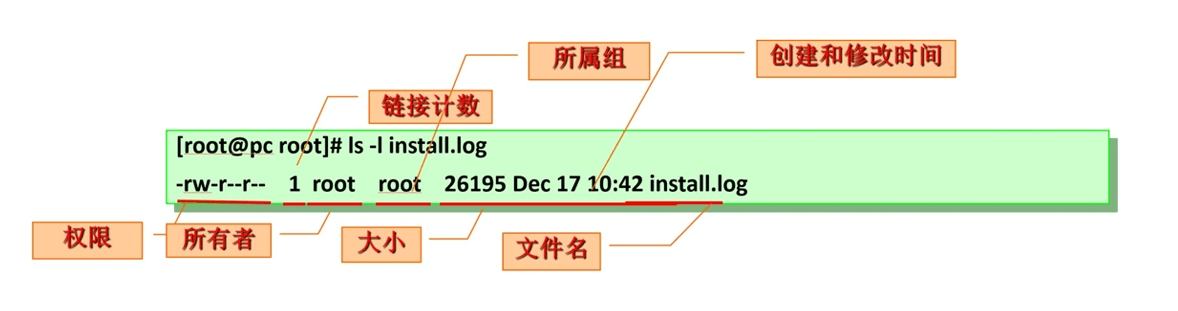 所属组
创建和修改时间
链接计数
[root@pc root]# ls -l install.log
-rw-r--r-- 1 root root 26195 Dec 17 10:42 install.log
权限
所有者
大小
文件名